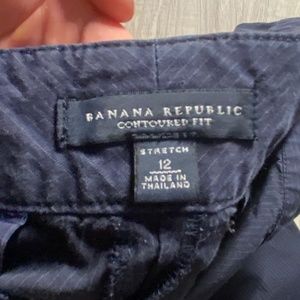 BANANA REPUBLIC
CONTOURED FIT
STRETCH
12
MADE IN
THAILAND